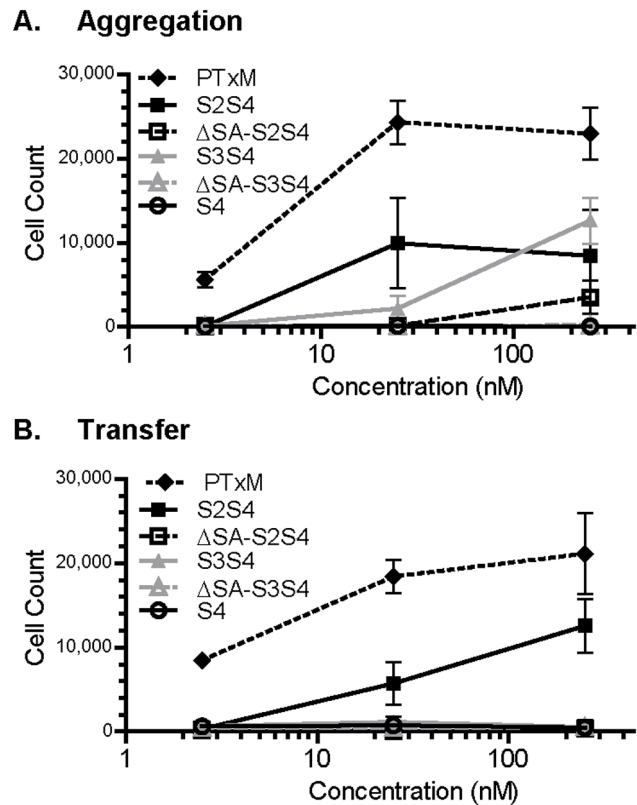 A. Aggregation
30,000
20,000
10,000
0
Cell Count
PTxM
S2S4
ΔSA-S2S4
S3S4
ΔSA-S3S4
S4
1 10 100
Concentration (nM)
B. Transfer
30,000
20,000
10,000
0
Cell Count
PTxM
S2S4
ΔSA-S2S4
S3S4
ΔSA-S3S4
S4
1 10 100
Concentration (nM)